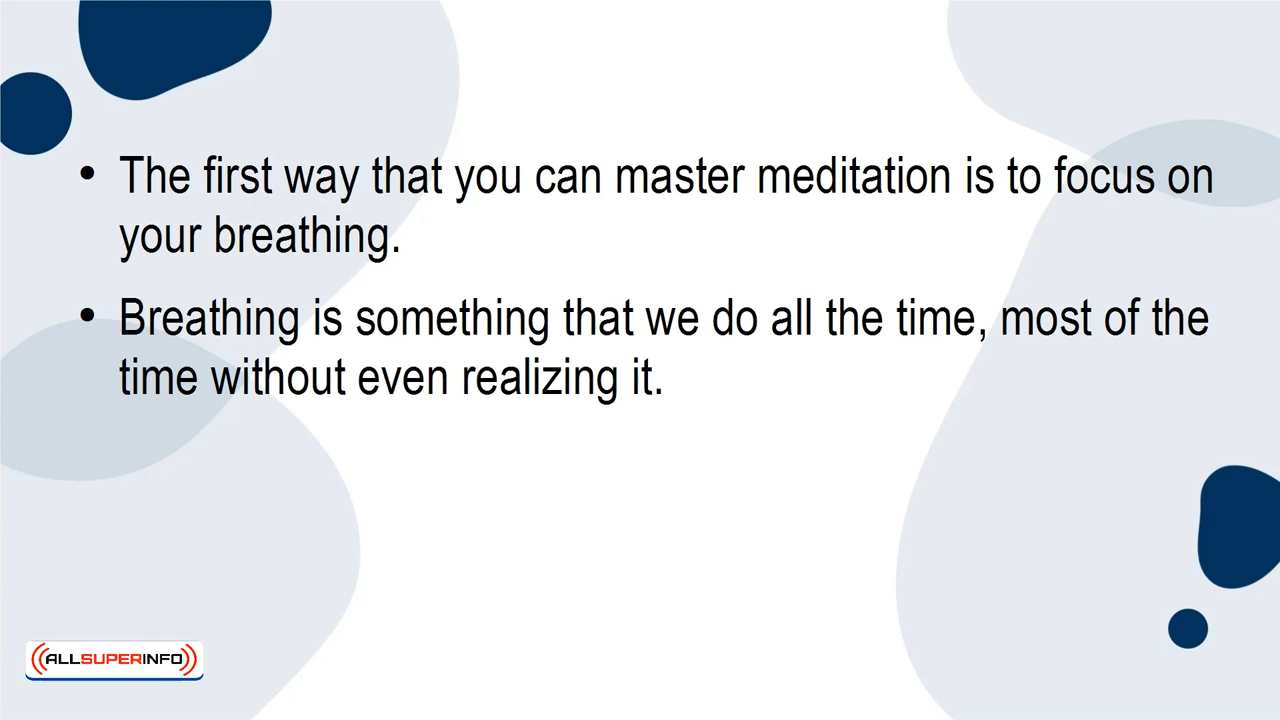 • The first way that you can master meditation is to focus on
your breathing.
• Breathing is something that we do all the time, most of the
time without even realizing it.
ALLSUPERINFO